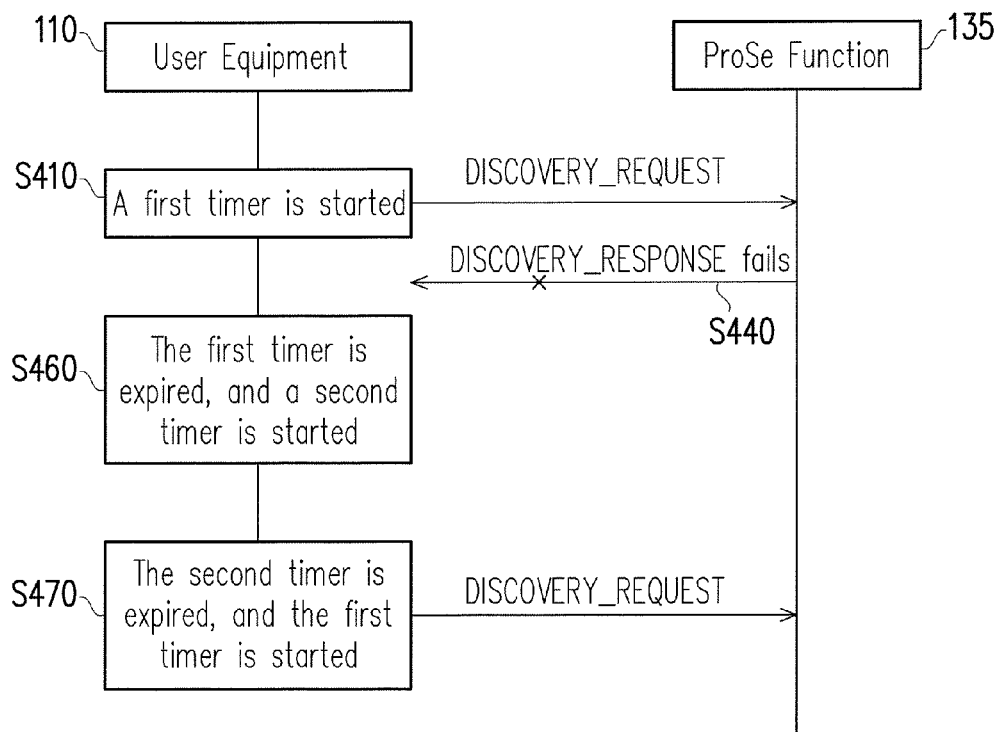 110
User Equipment
ProSe Function
135
S410
A first timer is started
DISCOVERY_REQUEST
DISCOVERY_RESPONSE fails
S440
S460
The first timer is
expired, and a second
timer is started
S470
The second timer is
expired, and the first
timer is started
DISCOVERY_REQUEST